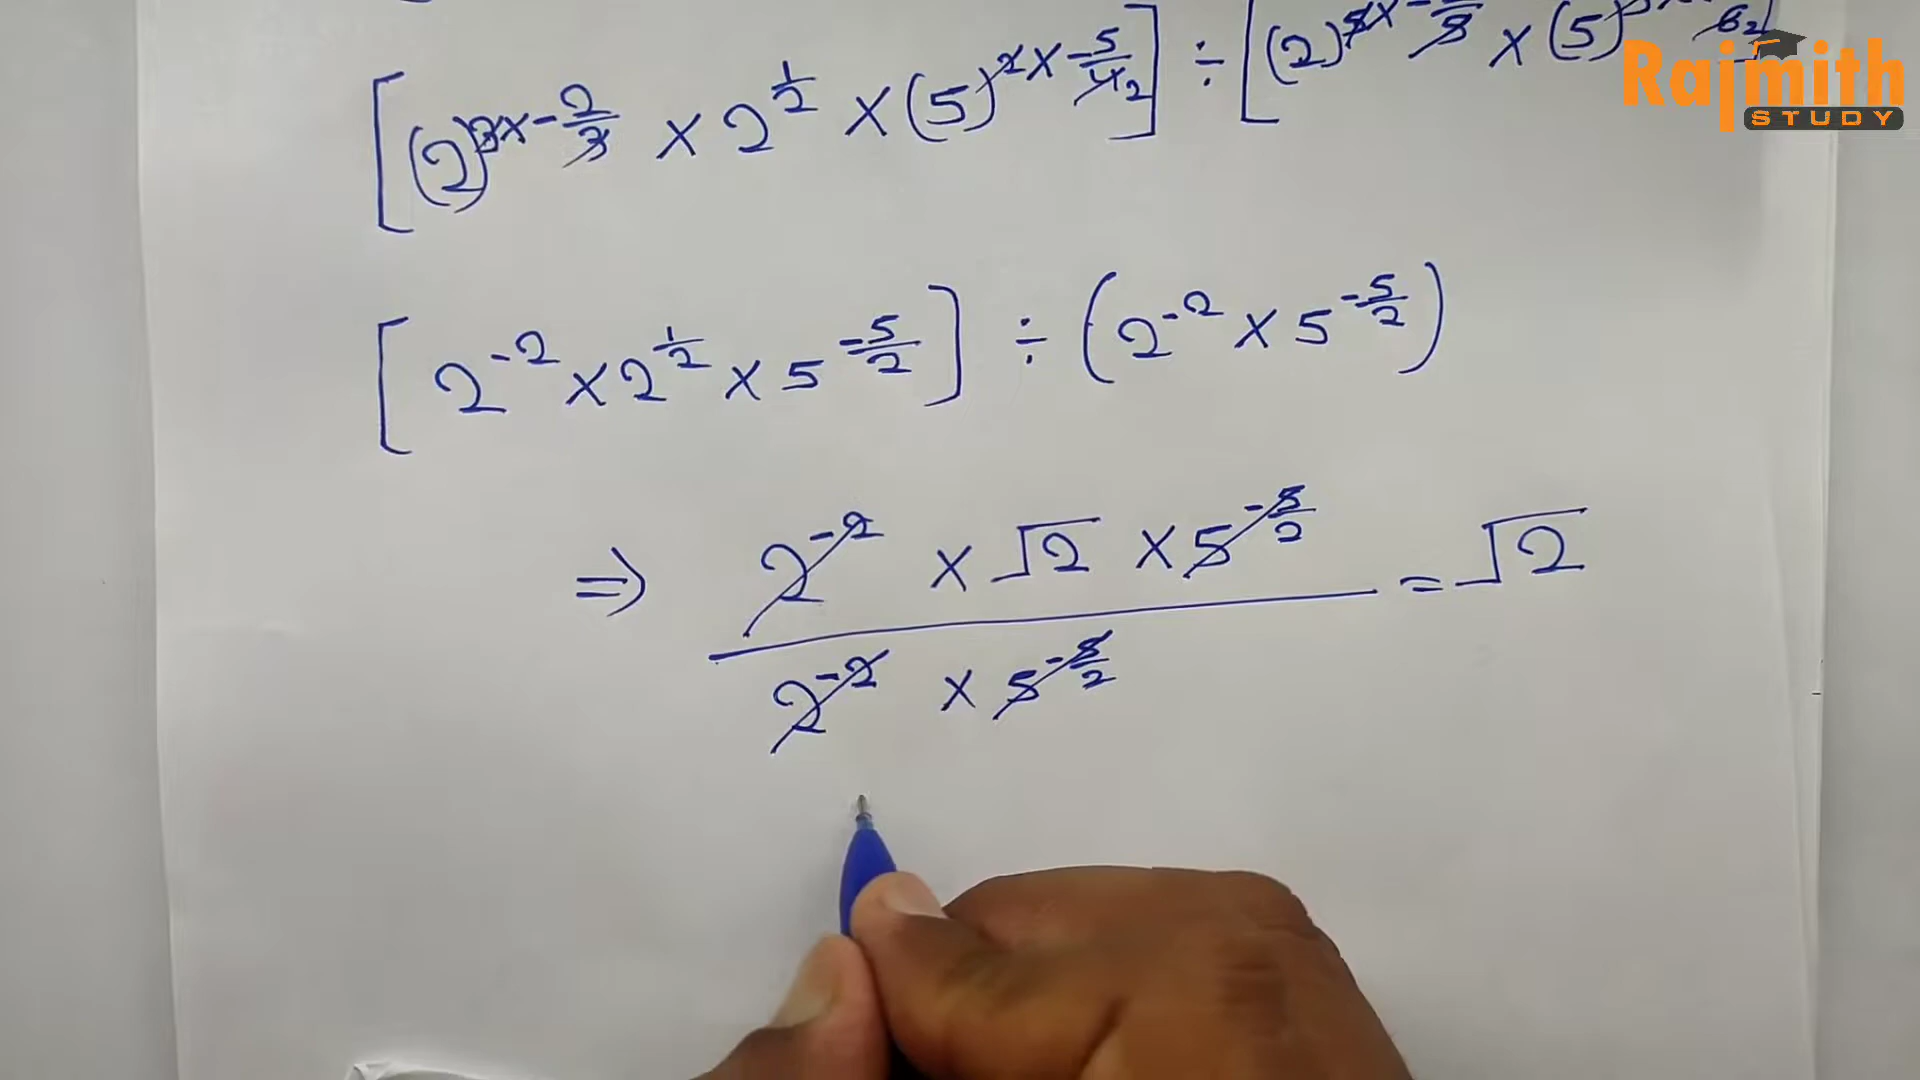 [(2)^3×-2/3 × 2^1/2 × (5)^2×-5/4 2] ÷ [(2) × (5)
Rajmith
STUDY
[2^-2 × 2^1/2 × 5^-5/2] ÷ (2^-2 × 5^-5/2)
⇒ 2^-2 × √2 × 5^-5/2 = √2
2^-2 × 5^-5/2